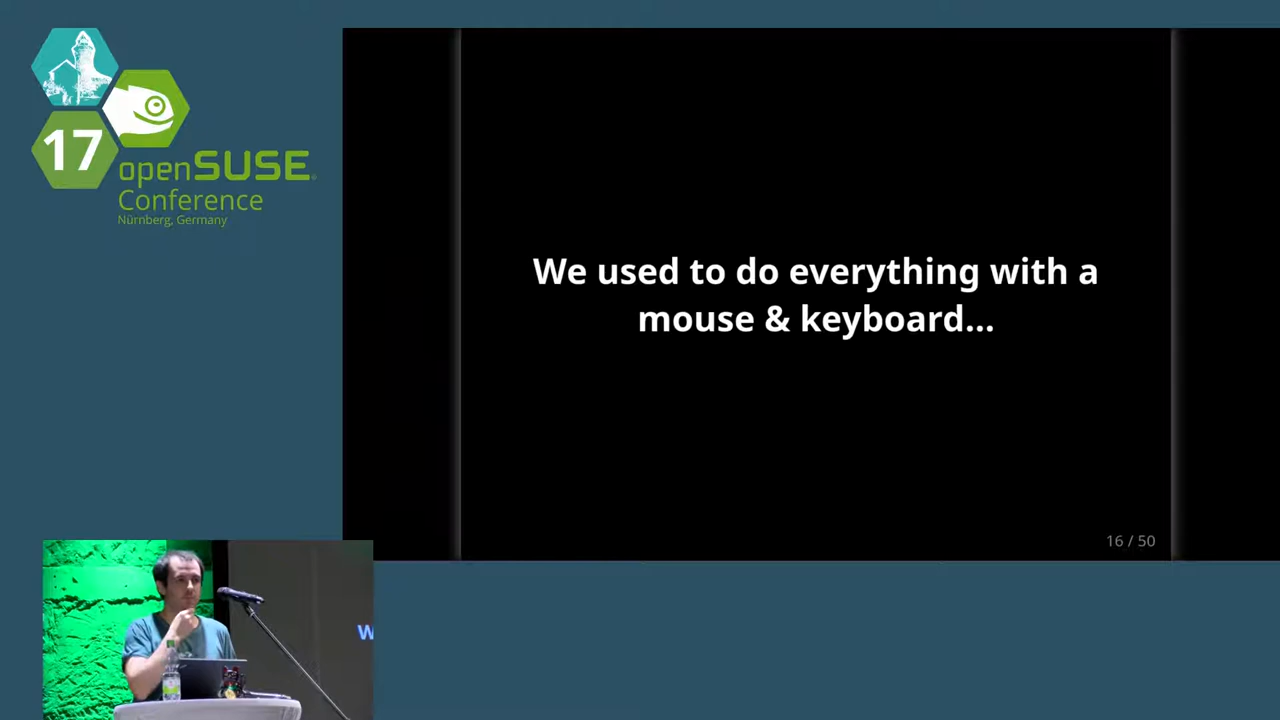 17
openSUSE
Conference
Nürnberg, Germany
We used to do everything with a
mouse & keyboard...
16 / 50
W